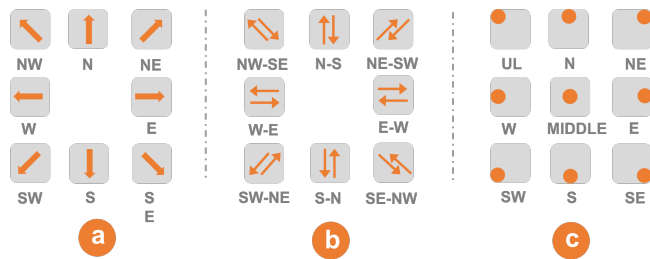 NW N NE
W E
SW S S
E
a
NW-SE N-S NE-SW
W-E E-W
SW-NE S-N SE-NW
b
UL N NE
W MIDDLE E
SW S SE
c